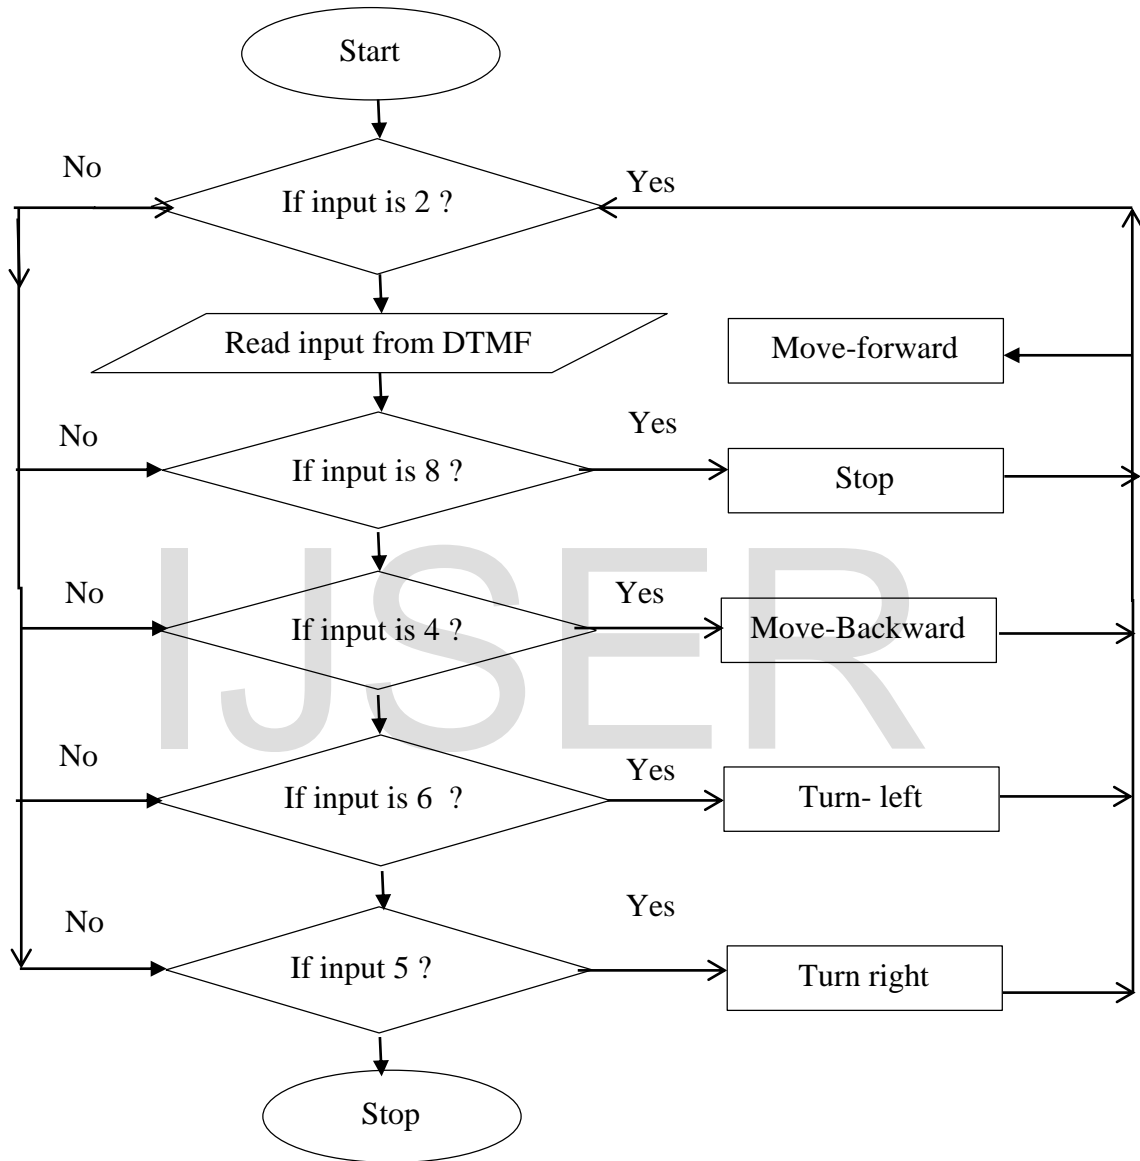 Start
No
If input is 2 ?
Yes
Read input from DTMF
Move-forward
No
If input is 8 ?
Yes
Stop
No
If input is 4 ?
Yes
Move-Backward
IJSER
No
If input is 6 ?
Yes
Turn- left
No
If input 5 ?
Yes
Turn right
Stop